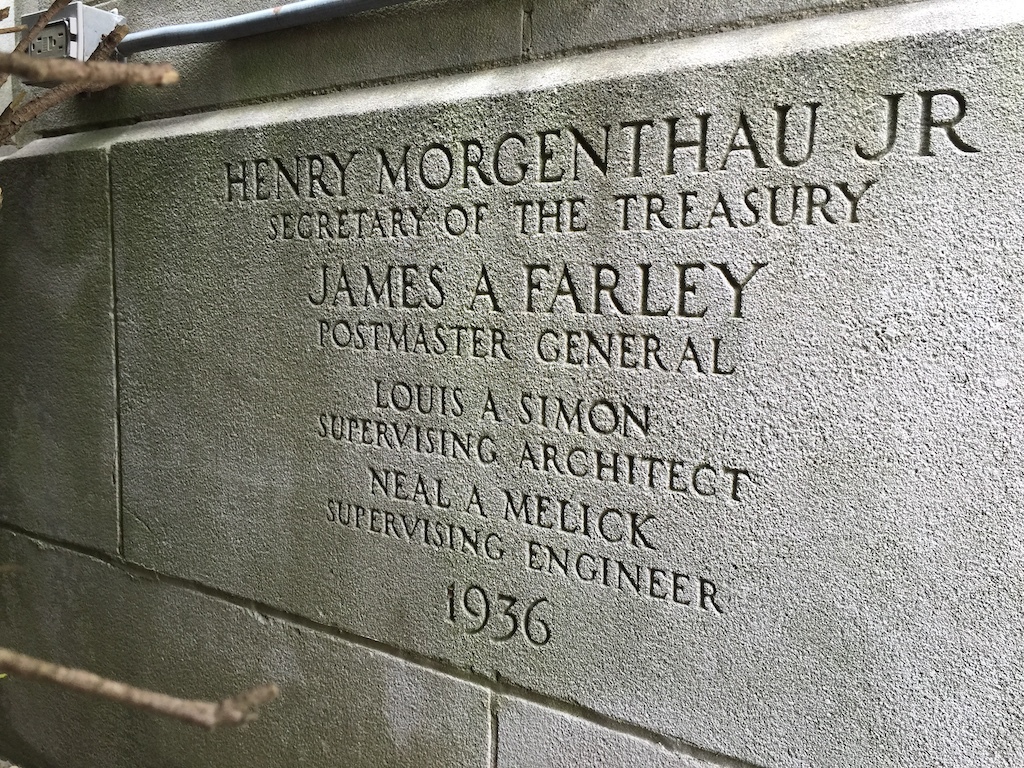 HENRY MORGENTHAU JR
SECRETARY OF THE TREASURY
JAMES A FARLEY
POSTMASTER GENERAL
LOUIS A SIMON
SUPERVISING ARCHITECT
NEAL A MELICK
SUPERVISING ENGINEER
1936